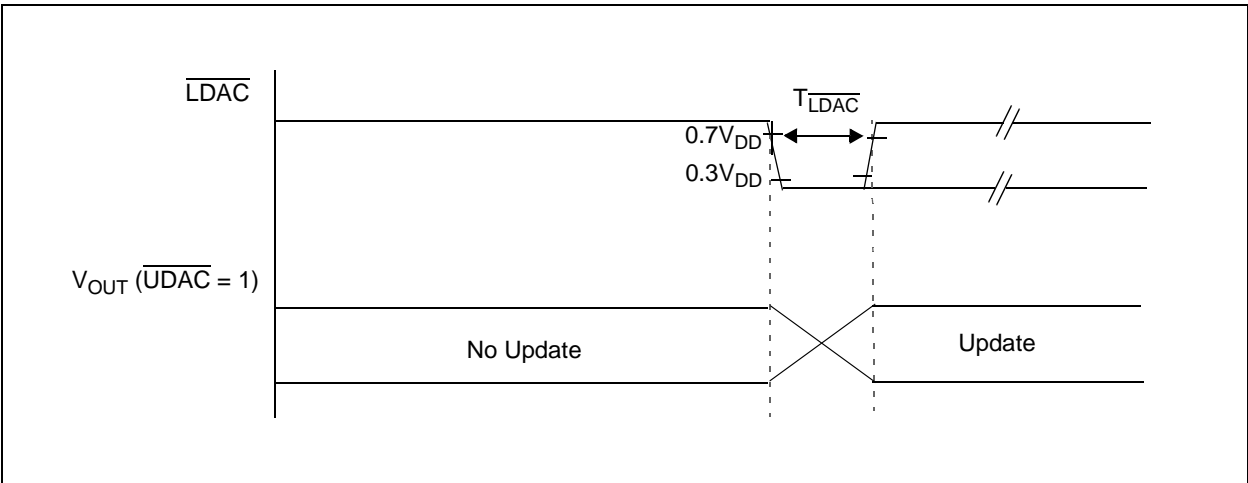 LDAC
TLDAC
0.7VDD
0.3VDD
VOUT (UDAC = 1)
No Update
Update